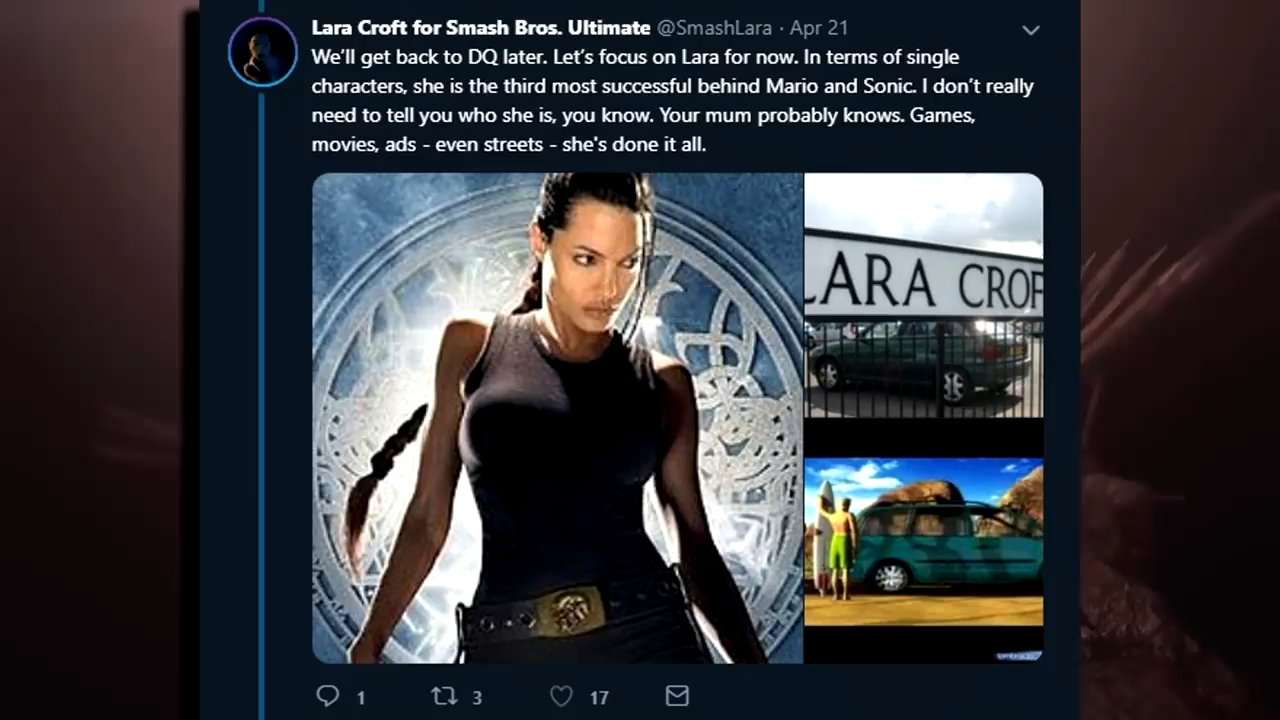 Lara Croft for Smash Bros. Ultimate @SmashLara · Apr 21
We'll get back to DQ later. Let's focus on Lara for now. In terms of single
characters, she is the third most successful behind Mario and Sonic. I don't really
need to tell you who she is, you know. Your mum probably knows. Games,
movies, ads - even streets - she's done it all.
LARA CROF
1
3
17